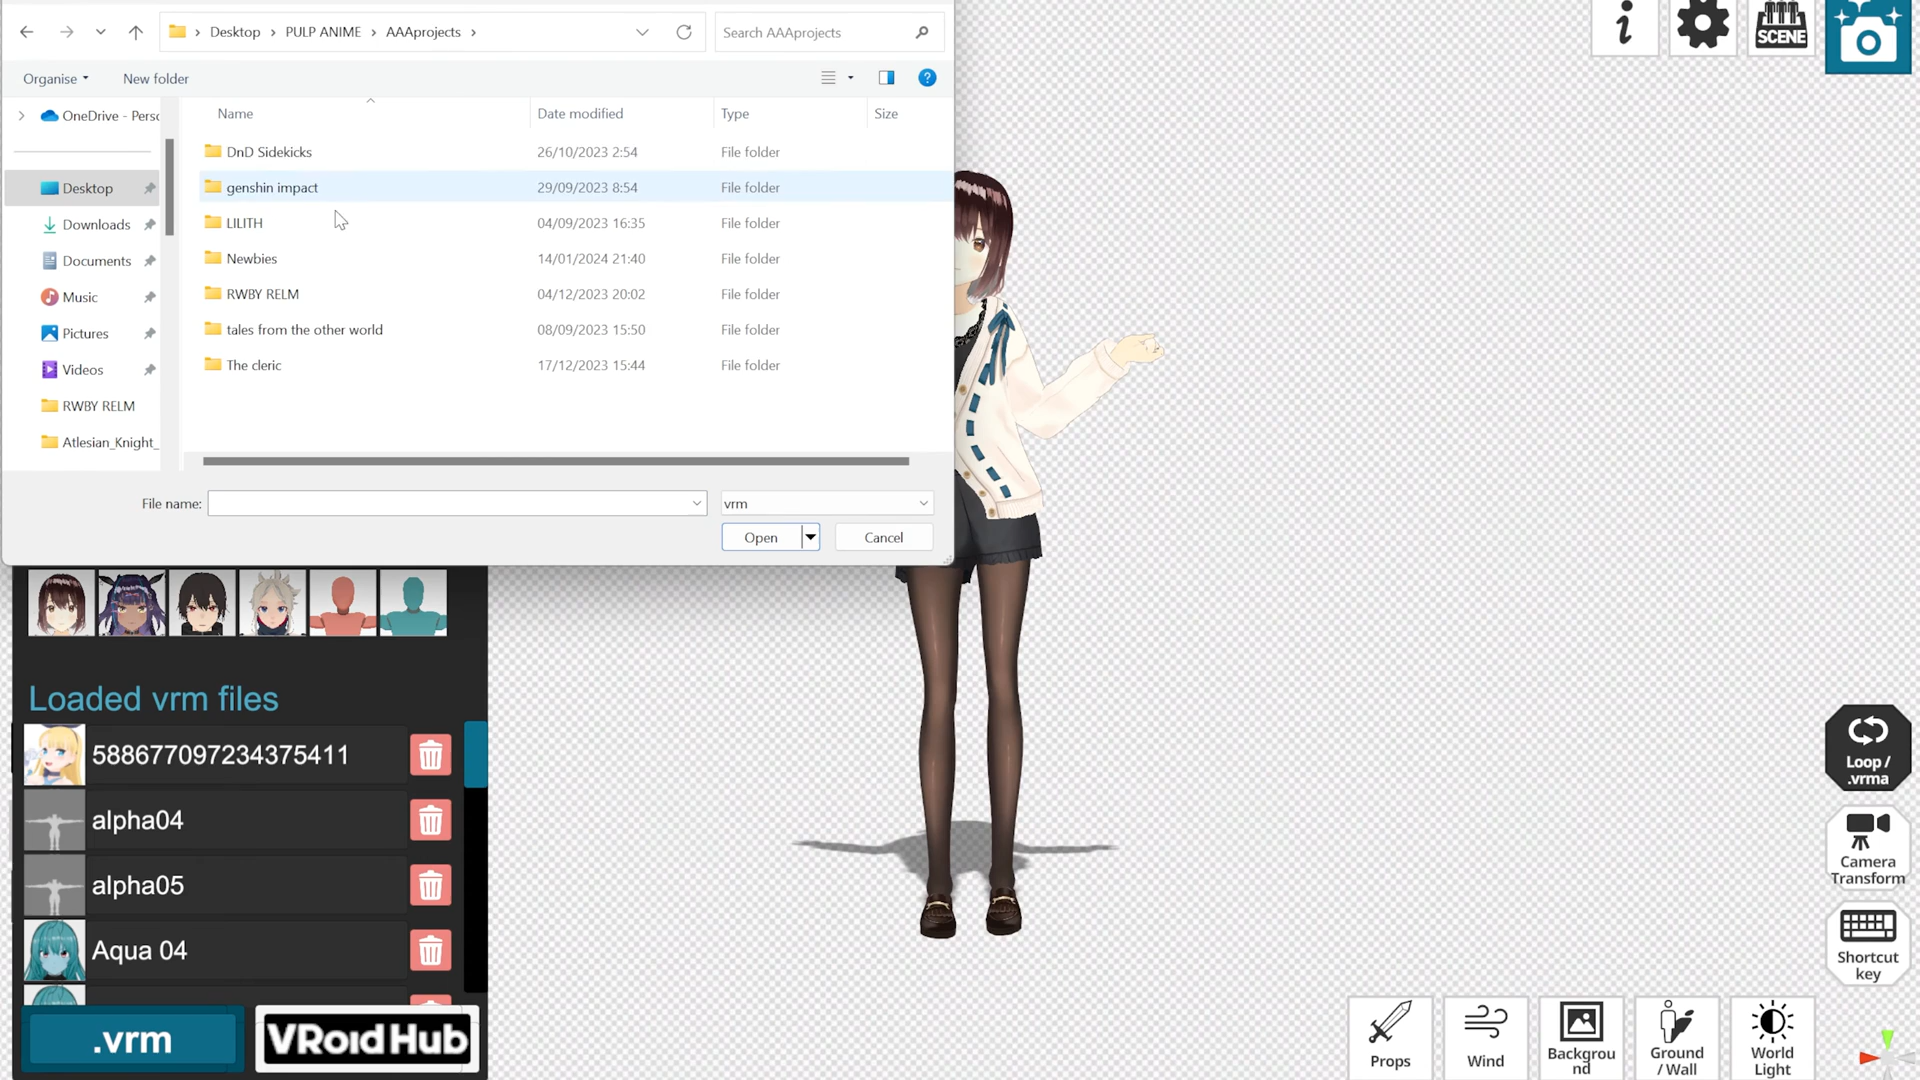 Desktop > PULP ANIME > AAAprojects >
Search AAAprojects
Organise
New folder
?
OneDrive - Perso
Desktop
Downloads
Documents
Music
Pictures
Videos
RWBY RELM
Atlesian_Knight_
Name Date modified Type Size
DnD Sidekicks 26/10/2023 2:54 File folder
genshin impact 29/09/2023 8:54 File folder
LILITH 04/09/2023 16:35 File folder
Newbies 14/01/2024 21:40 File folder
RWBY RELM 04/12/2023 20:02 File folder
tales from the other world 08/09/2023 15:50 File folder
The cleric 17/12/2023 15:44 File folder
File name:
vrm
Open
Cancel
Loaded vrm files
588677097234375411
alpha04
alpha05
Aqua 04
.vrm
VRoid Hub
i
SCENE
Loop /
.vrma
Camera
Transform
Shortcut
key
Props
Wind
Backgrou
nd
Ground
/ Wall
World
Light